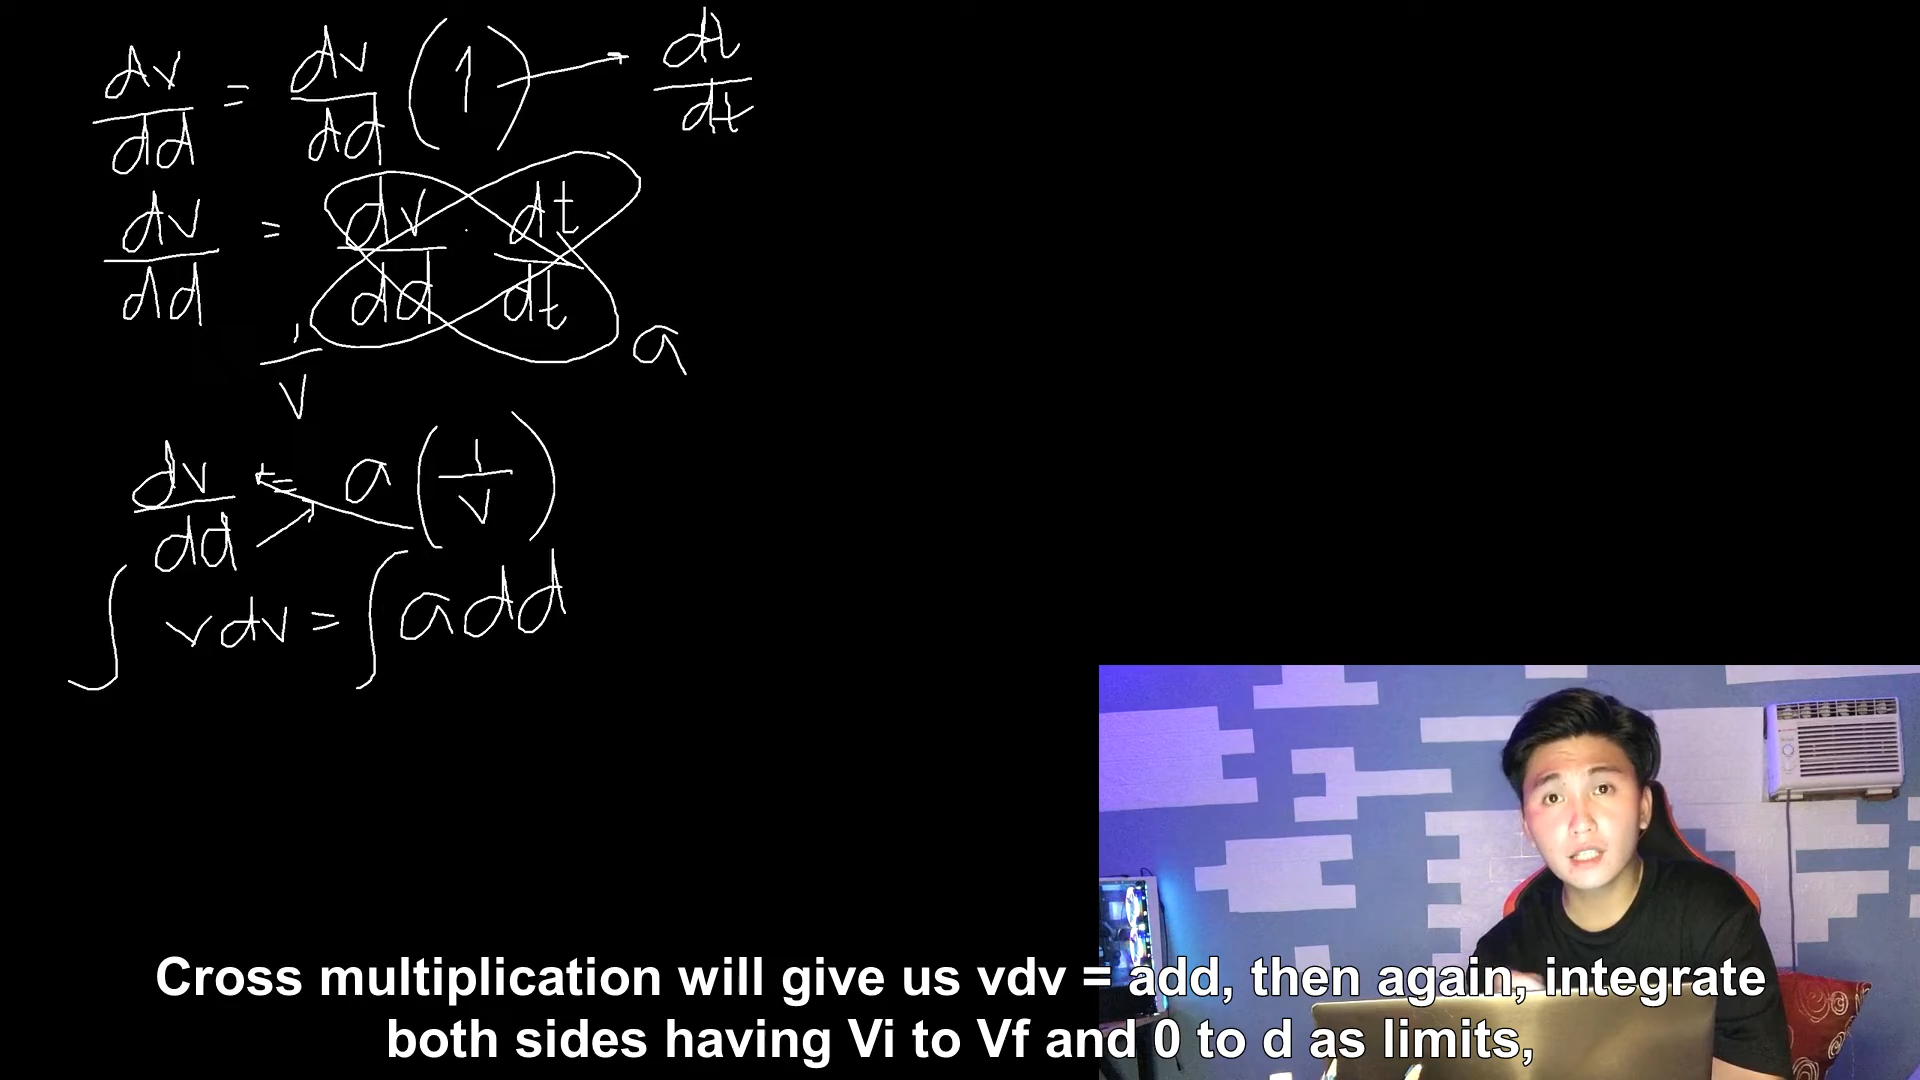 dv/dd = dv/dd (1) → dt/dt
dv/dd = dv/dd · dt/dt
1/v a
dv/dd = a (1/v)
∫ vdv = ∫ add
Cross multiplication will give us vdv = add, then again, integrate
both sides having Vi to Vf and 0 to d as limits,